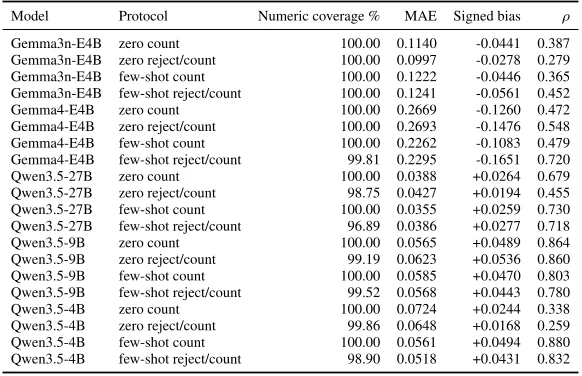 Model Protocol Numeric coverage % MAE Signed bias ρ
Gemma3n-E4B zero count 100.00 0.1140 -0.0441 0.387
Gemma3n-E4B zero reject/count 100.00 0.0997 -0.0278 0.279
Gemma3n-E4B few-shot count 100.00 0.1222 -0.0446 0.365
Gemma3n-E4B few-shot reject/count 100.00 0.1241 -0.0561 0.452
Gemma4-E4B zero count 100.00 0.2669 -0.1260 0.472
Gemma4-E4B zero reject/count 100.00 0.2693 -0.1476 0.548
Gemma4-E4B few-shot count 100.00 0.2262 -0.1083 0.479
Gemma4-E4B few-shot reject/count 99.81 0.2295 -0.1651 0.720
Qwen3.5-27B zero count 100.00 0.0388 +0.0264 0.679
Qwen3.5-27B zero reject/count 98.75 0.0427 +0.0194 0.455
Qwen3.5-27B few-shot count 100.00 0.0355 +0.0259 0.730
Qwen3.5-27B few-shot reject/count 96.89 0.0386 +0.0277 0.718
Qwen3.5-9B zero count 100.00 0.0565 +0.0489 0.864
Qwen3.5-9B zero reject/count 99.19 0.0623 +0.0536 0.860
Qwen3.5-9B few-shot count 100.00 0.0585 +0.0470 0.803
Qwen3.5-9B few-shot reject/count 99.52 0.0568 +0.0443 0.780
Qwen3.5-4B zero count 100.00 0.0724 +0.0244 0.338
Qwen3.5-4B zero reject/count 99.86 0.0648 +0.0168 0.259
Qwen3.5-4B few-shot count 100.00 0.0561 +0.0494 0.880
Qwen3.5-4B few-shot reject/count 98.90 0.0518 +0.0431 0.832